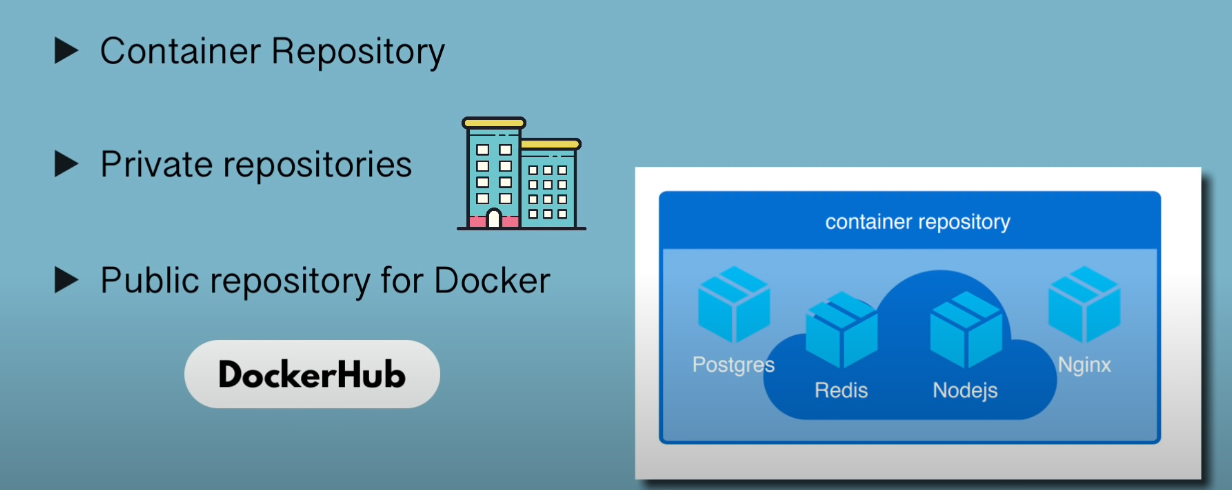 Container Repository
Private repositories
Public repository for Docker
DockerHub
container repository
Postgres
Redis
Nodejs
Nginx